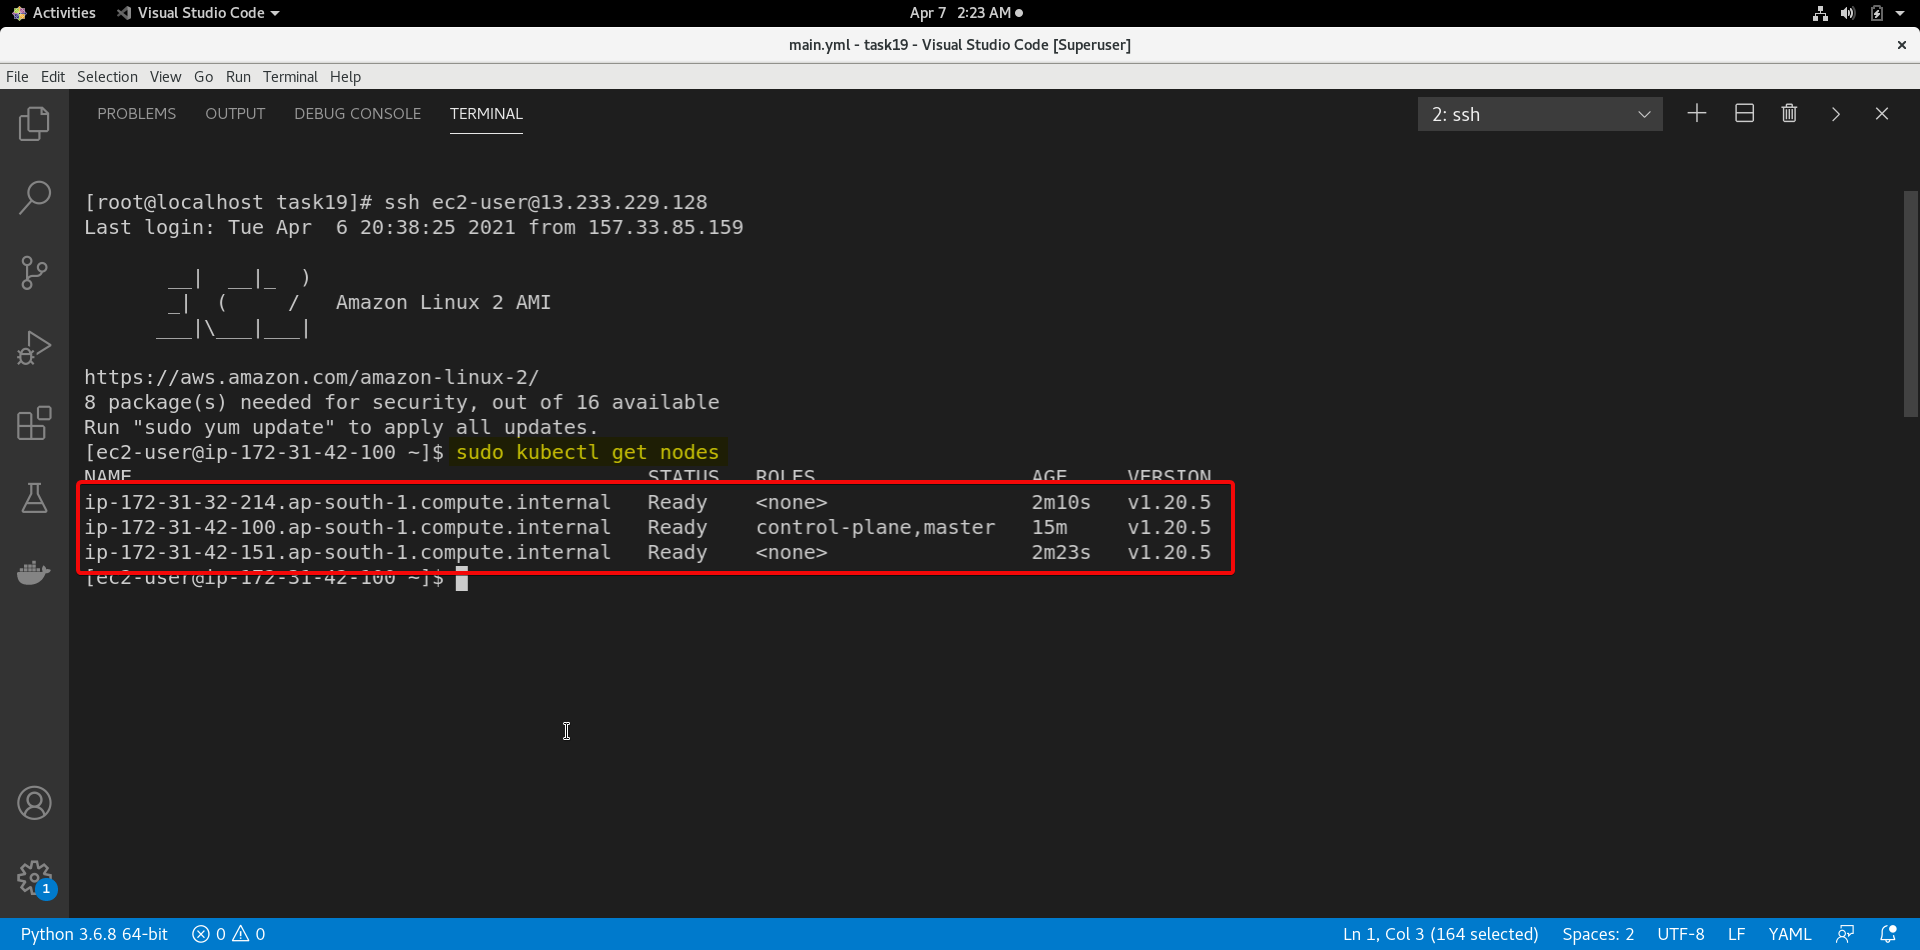 Activities Visual Studio Code Apr 7 2:23 AM
main.yml - task19 - Visual Studio Code [Superuser]
File Edit Selection View Go Run Terminal Help
PROBLEMS OUTPUT DEBUG CONSOLE TERMINAL 2: ssh
[root@localhost task19]# ssh ec2-user@13.233.229.128
Last login: Tue Apr  6 20:38:25 2021 from 157.33.85.159
       __|  __|_  )
       _|  (     /   Amazon Linux 2 AMI
      ___|\___|___|
https://aws.amazon.com/amazon-linux-2/
8 package(s) needed for security, out of 16 available
Run "sudo yum update" to apply all updates.
[ec2-user@ip-172-31-42-100 ~]$ sudo kubectl get nodes
NAME                                           STATUS   ROLES                  AGE     VERSION
ip-172-31-32-214.ap-south-1.compute.internal   Ready    <none>                 2m10s   v1.20.5
ip-172-31-42-100.ap-south-1.compute.internal   Ready    control-plane,master   15m     v1.20.5
ip-172-31-42-151.ap-south-1.compute.internal   Ready    <none>                 2m23s   v1.20.5
[ec2-user@ip-172-31-42-100 ~]$
1
Python 3.6.8 64-bit 0 0 Ln 1, Col 3 (164 selected) Spaces: 2 UTF-8 LF YAML